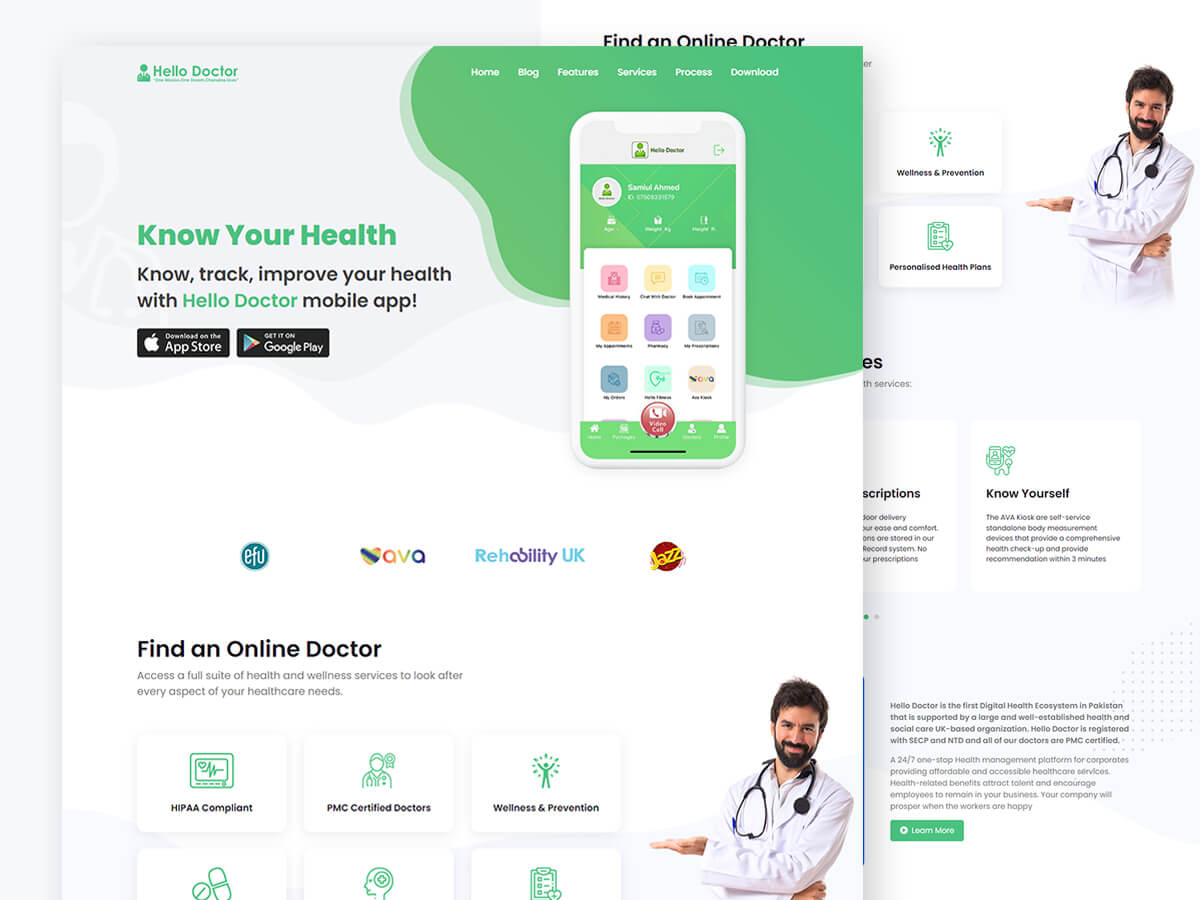 Hello Doctor
"One Mission One Dream Changing lives"
Home Blog Features Services Process Download
Know Your Health
Know, track, improve your health
with Hello Doctor mobile app!
Download on the
App Store
GET IT ON
Google Play
Hello Doctor
Samiul Ahmed
Medical History Chat With Doctor Book Appointment
My Appointments Pharmacy My Prescriptions
ava
My Orders Hello Fitness Ava Kiosk
Video
Call
Home Packages Doctors Profile
efu
ava
Rehability UK
Jazz
Find an Online Doctor
Access a full suite of health and wellness services to look after
every aspect of your healthcare needs.
HIPAA Compliant
PMC Certified Doctors
Wellness & Prevention
Find an Online Doctor
er
Wellness & Prevention
Personalised Health Plans
es
th services:
scriptions
door delivery
our ease and comfort.
ons are stored in our
Record system. No
ur prescriptions
Know Yourself
The AVA Kiosk are self-service
standalone body measurement
devices that provide a comprehensive
health check-up and provide
recommendation within 3 minutes
Hello Doctor is the first Digital Health Ecosystem in Pakistan
that is supported by a large and well-established health and
social care UK-based organization. Hello Doctor is registered
with SECP and NTD and all of our doctors are PMC certified.
A 24/7 one-stop Health management platform for corporates
providing affordable and accessible healthcare services.
Health-related benefits attract talent and encourage
employees to remain in your business. Your company will
prosper when the workers are happy
Learn More